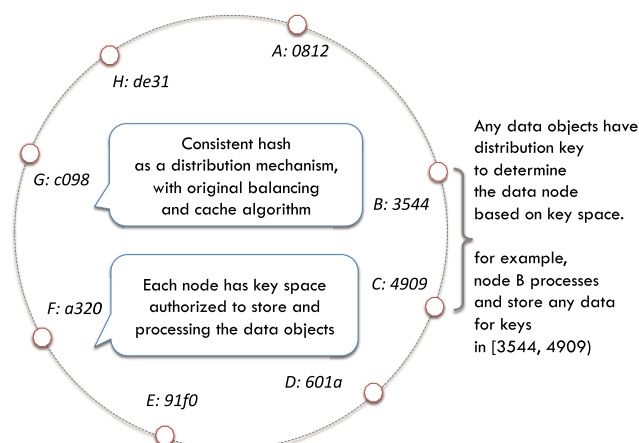 A: 0812
H: de31
Any data objects have
distribution key
to determine
the data node
based on key space.
Consistent hash
as a distribution mechanism,
with original balancing
and cache algorithm
G: c098
B: 3544
for example,
node B processes
and store any data
for keys
in [3544, 4909)
Each node has key space
authorized to store and
processing the data objects
C: 4909
F: a320
D: 601a
E: 91f0